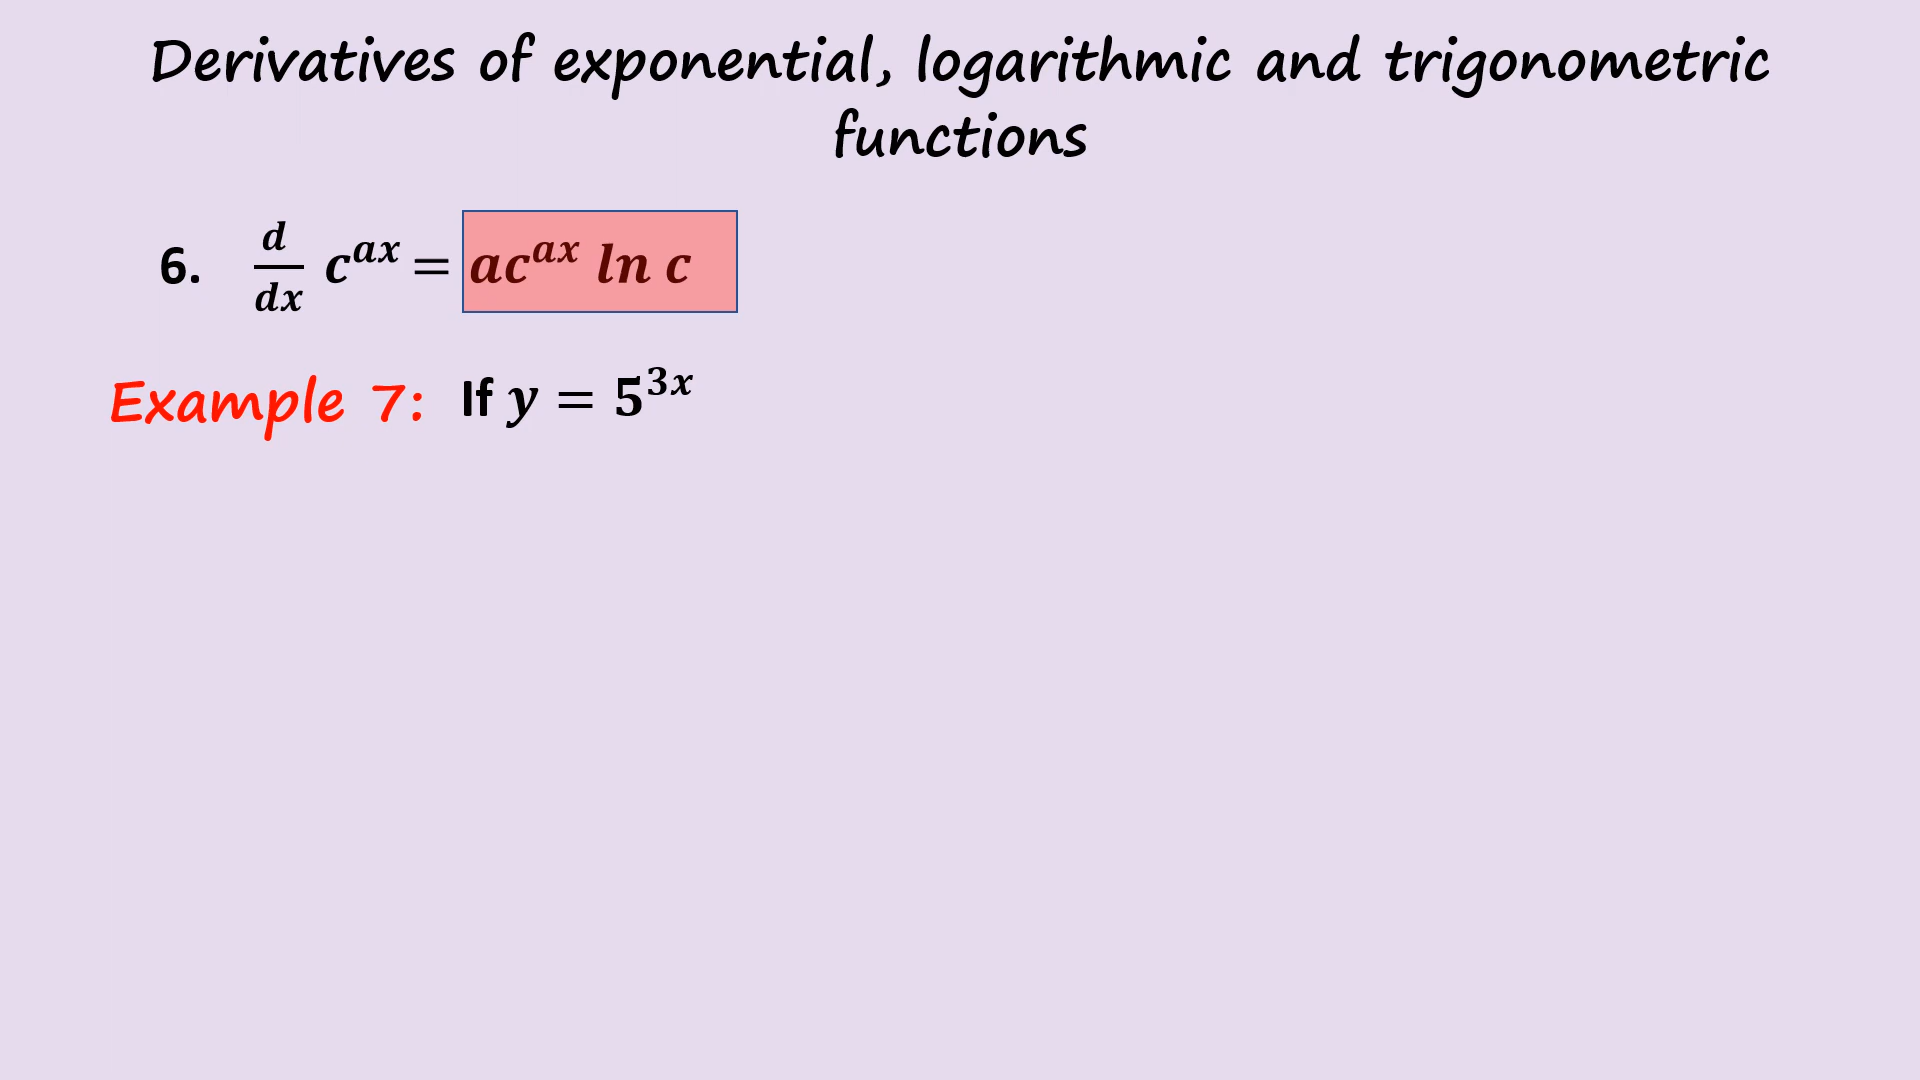 Derivatives of exponential, logarithmic and trigonometric
functions
6. d/dx c^{ax} = ac^{ax} ln c
Example 7: If y = 5^{3x}